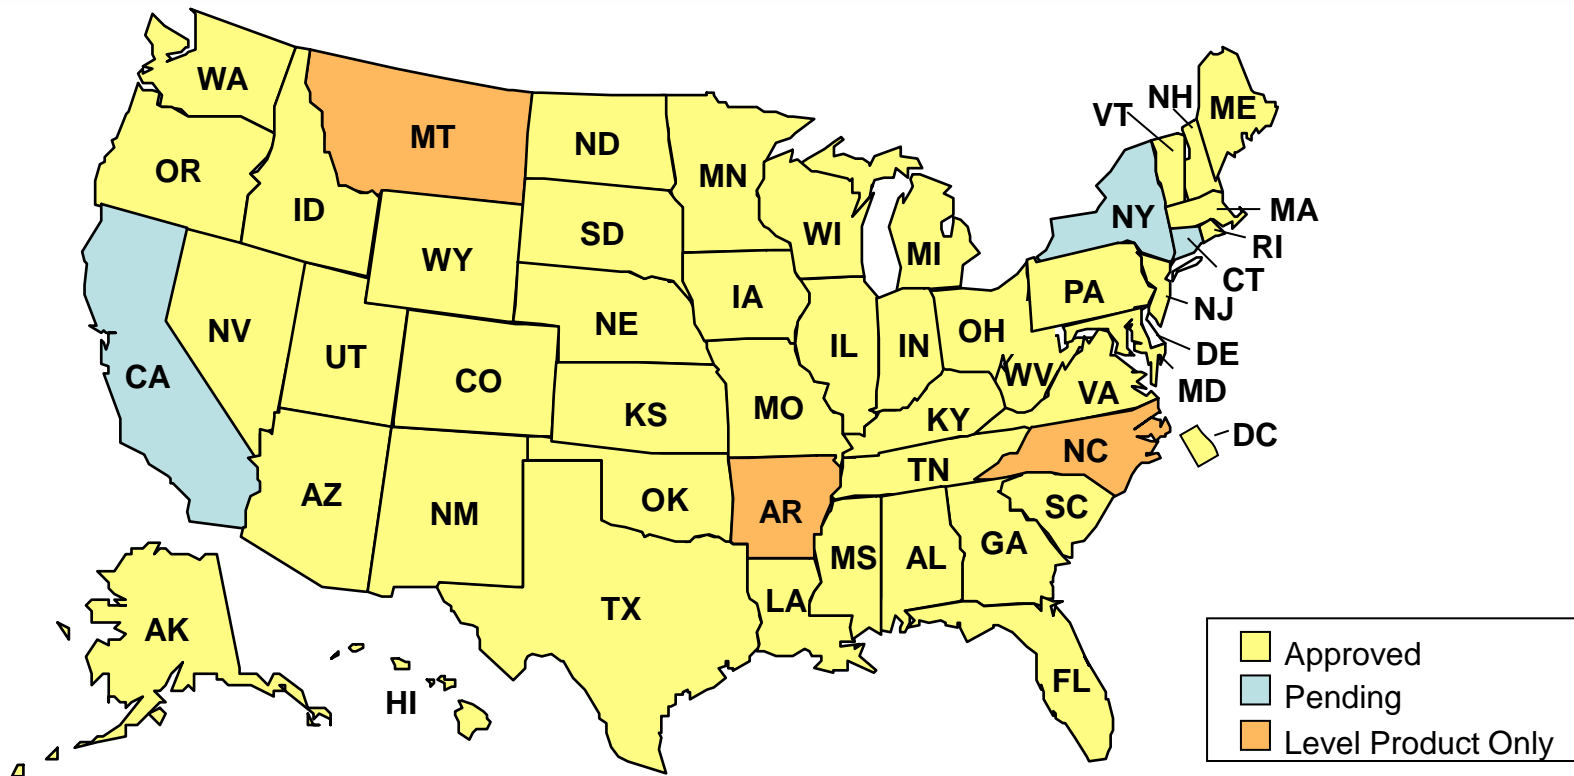 WA
MT
ND
MN
OR
ID
SD
WI
MI
WY
NE
IA
NV
UT
CO
CA
KS
MO
IL
IN
OH
PA
NY
VT
NH
ME
MA
RI
CT
NJ
DE
MD
WV
VA
KY
NC
DC
TN
SC
AZ
NM
OK
AR
MS
AL
GA
TX
LA
AK
HI
FL
Approved
Pending
Level Product Only